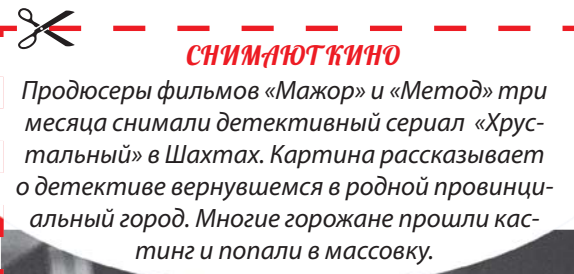 СНИМАЮТ КИНО
Продюсеры фильмов «Мажор» и «Метод» три
месяца снимали детективный сериал «Хрус-
тальный» в Шахтах. Картина рассказывает
о детективе вернувшемся в родной провинци-
альный город. Многие горожане прошли кас-
тинг и попали в массовку.